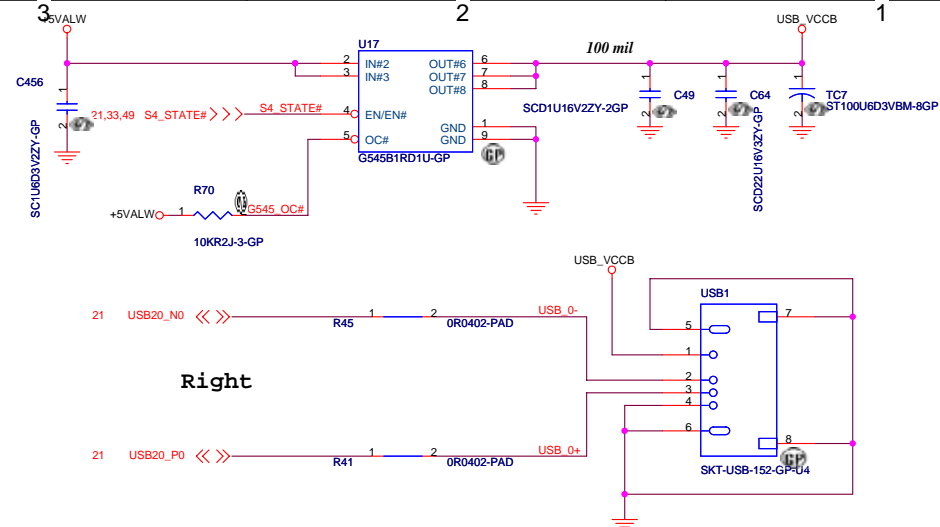 3
2
1
+5VALW
USB_VCCB
U17
100 mil
2 IN#2 OUT#6 6
3 IN#3 OUT#7 7
OUT#8 8
C456
1
2
SC1U6D3V2ZY-GP
21,33,49 S4_STATE# S4_STATE# 4 EN/EN#
5 OC#
GND 1
GND 9
G545B1RD1U-GP
GP
SCD1U16V2ZY-2GP
1
2
C49
1
2
C64
SCD22U16V3ZY-GP
1
2
TC7
ST100U6D3VBM-8GP
R70
+5VALW 1 2 G545_OC#
10KR2J-3-GP
USB_VCCB
USB1
21 USB20_N0 1 2 USB_0-
R45 0R0402-PAD
Right
21 USB20_P0 1 2 USB_0+
R41 0R0402-PAD
5
1
2
3
4
6
7
8
GP
SKT-USB-152-GP-U4